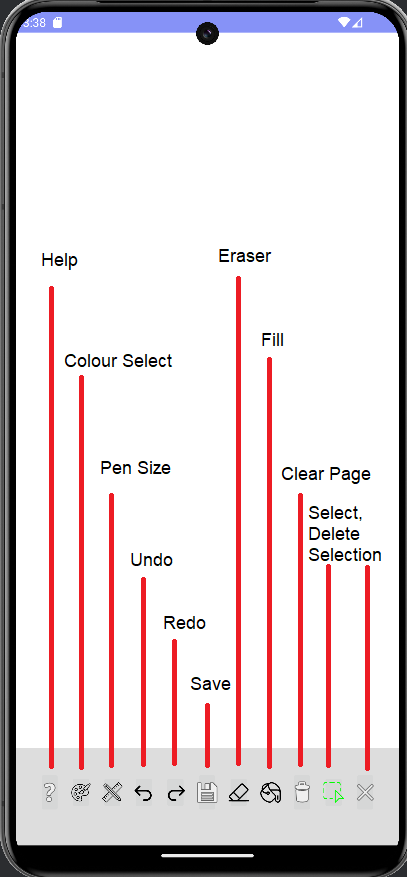 3:38
Help
Eraser
Fill
Colour Select
Pen Size
Clear Page
Select,
Delete
Selection
Undo
Redo
Save
?